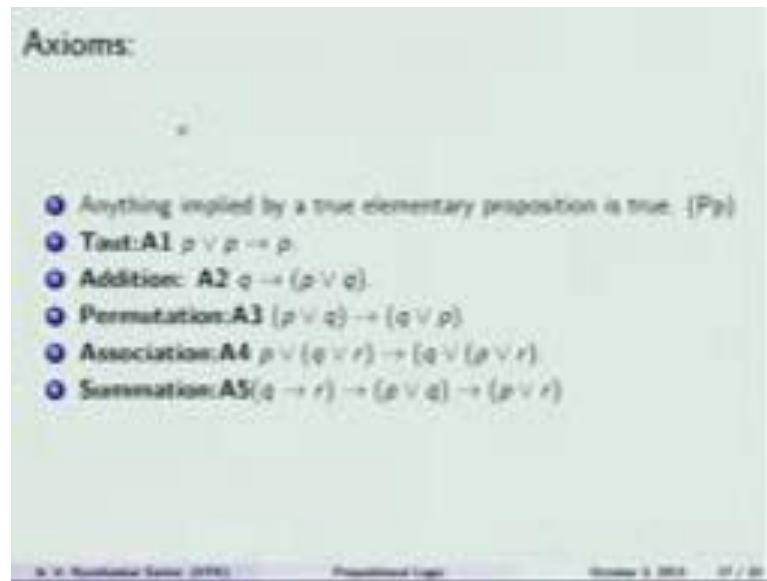 Axioms:
Anything implied by a true elementary proposition is true. (Pp)
Taut:A1 p ∨ p → p.
Addition: A2 q → (p ∨ q).
Permutation:A3 (p ∨ q) → (q ∨ p)
Association:A4 p ∨ (q ∨ r) → (q ∨ (p ∨ r)
Summation:A5(q → r) → (p ∨ q) → (p ∨ r)
Propositional Logic